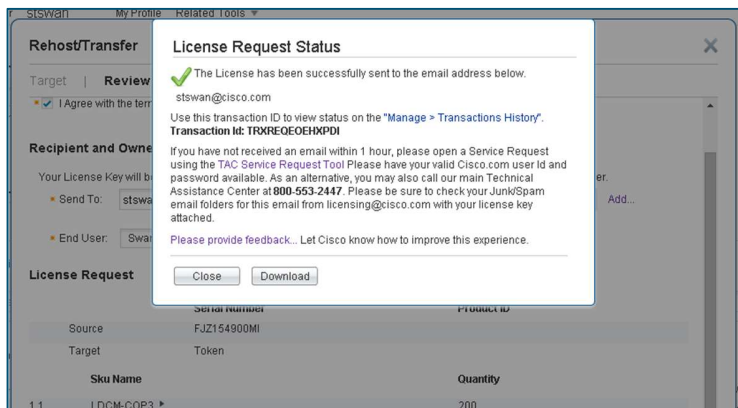 stswan My Profile Related Tools ▼
Rehost/Transfer
License Request Status
Target | Review
The License has been successfully sent to the email address below.
stswan@cisco.com
* I Agree with the terr
Use this transaction ID to view status on the "Manage > Transactions History".
Transaction Id: TRXREQEOEHXPDI
Recipient and Owne
If you have not received an email within 1 hour, please open a Service Request
using the TAC Service Request Tool Please have your valid Cisco.com user Id and
Your License Key will b
password available. As an alternative, you may also call our main Technical
er.
Assistance Center at 800-553-2447. Please be sure to check your Junk/Spam
* Send To: stswa
Add...
email folders for this email from licensing@cisco.com with your license key
attached.
* End User: Swar
Please provide feedback... Let Cisco know how to improve this experience.
License Request
Close Download
Serial Number Product ID
Source FJZ154900MI
Target Token
Sku Name Quantity
1.1 LDCM-COP3 ▶ 200